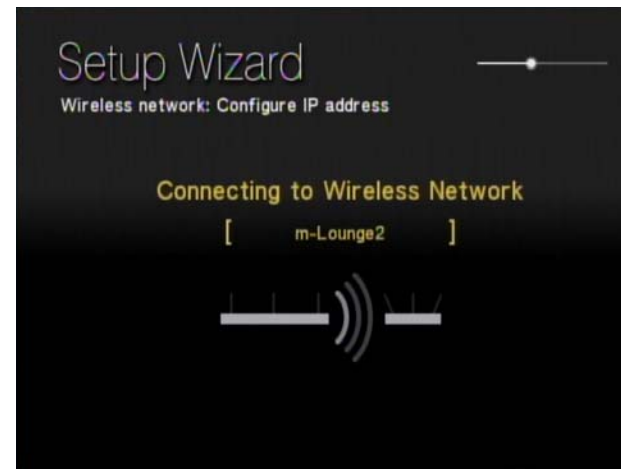 Setup Wizard
Wireless network: Configure IP address
Connecting to Wireless Network
[ m-Lounge2 ]